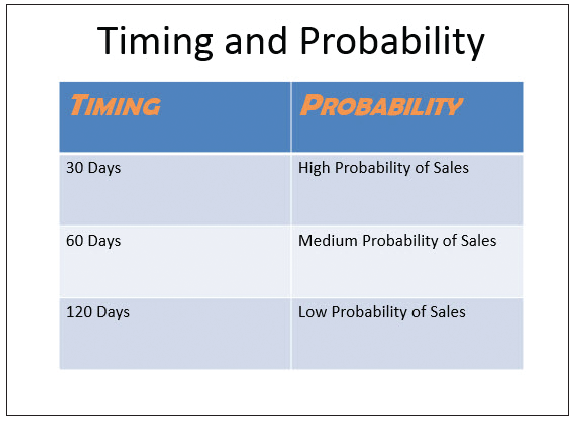 Timing and Probability
TIMING PROBABILITY
30 Days High Probability of Sales
60 Days Medium Probability of Sales
120 Days Low Probability of Sales